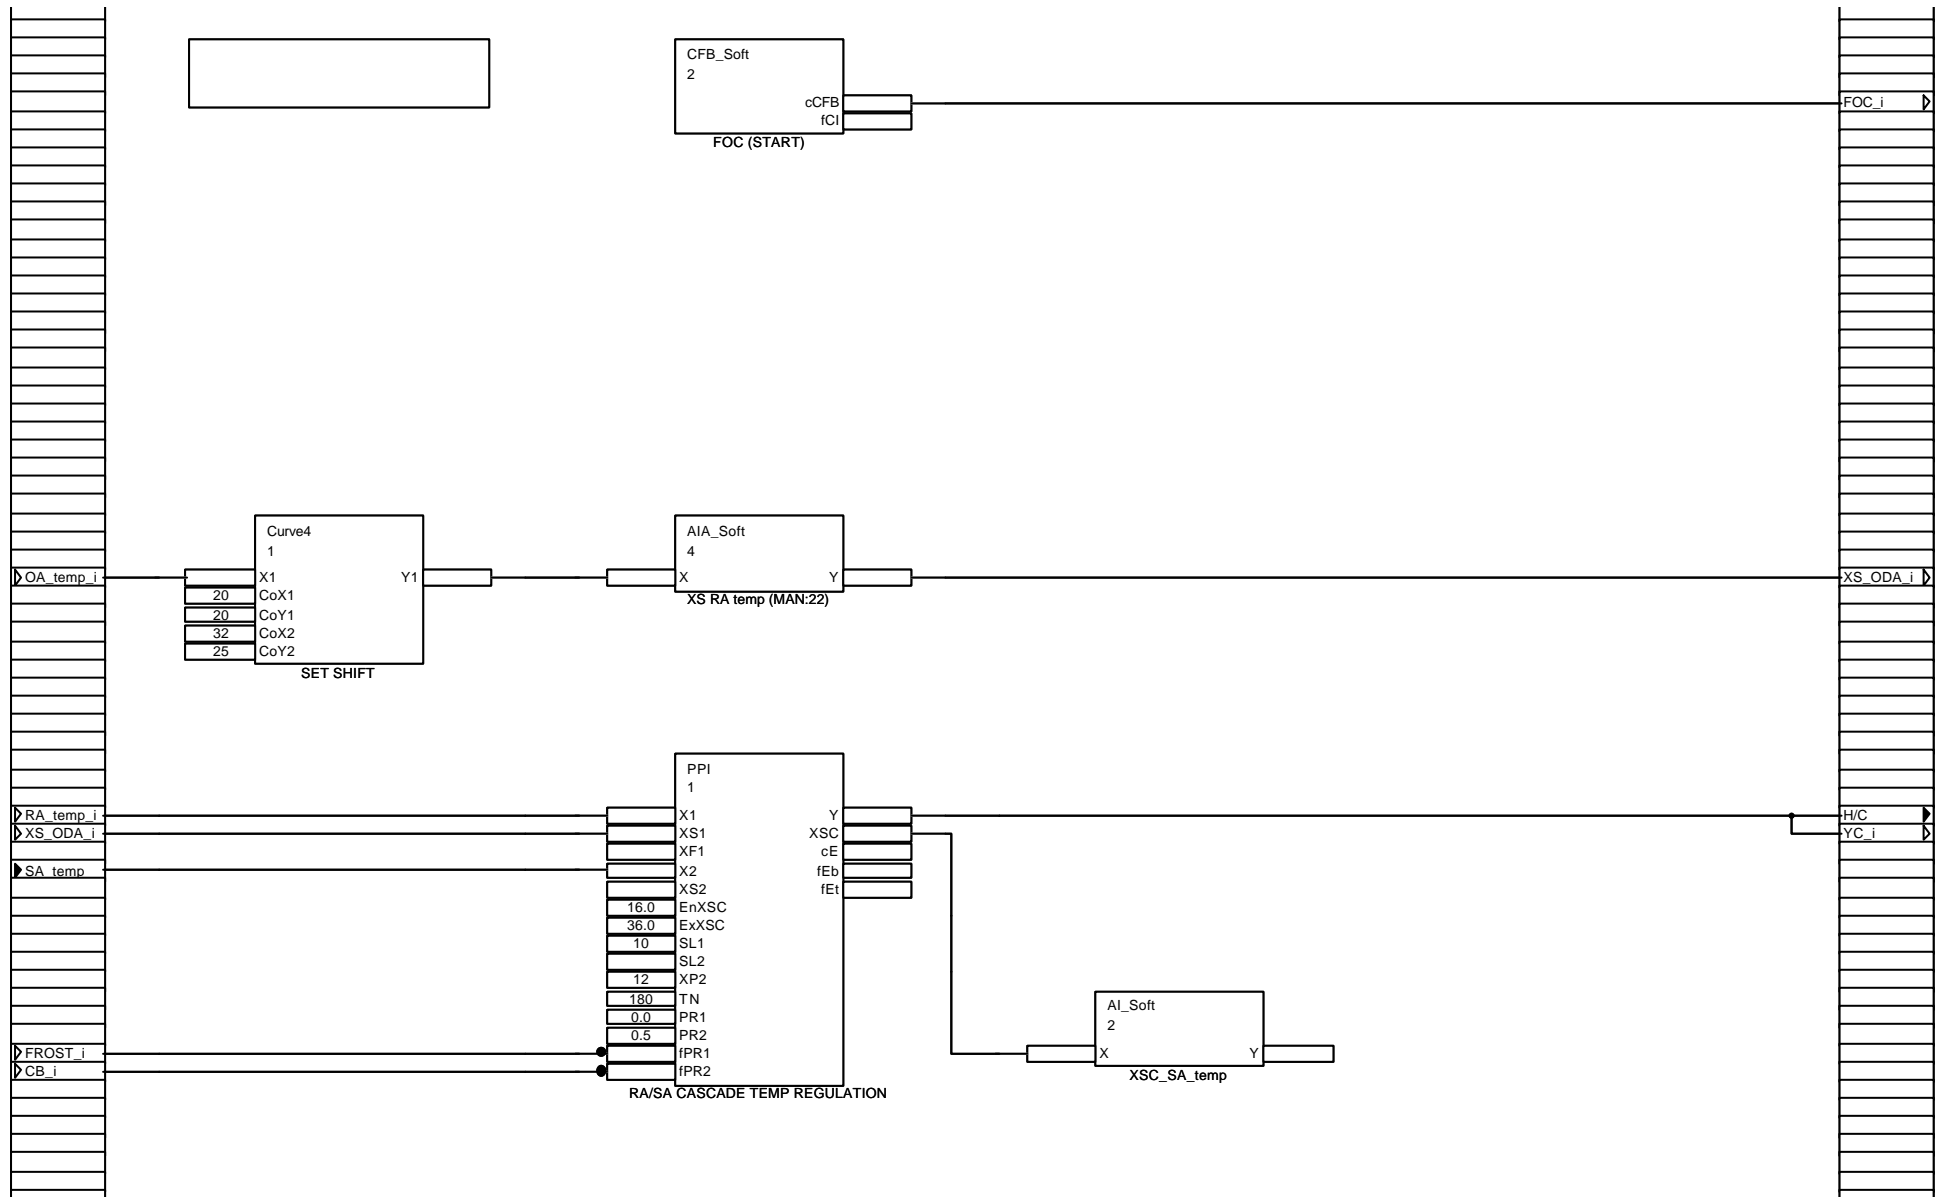 CFB_Soft
2
cCFB
FOC_i
fCI
FOC (START)
Curve4
1
AIA_Soft
4
OA_temp_i
X1
Y1
X
Y
XS_ODA_i
20
CoX1
20
CoY1
XS RA temp (MAN:22)
32
CoX2
25
CoY2
SET SHIFT
PPI
1
RA_temp_i
X1
Y
H/C
XS_ODA_i
XS1
XSC
YC_i
XF1
cE
SA_temp
X2
fEb
XS2
fEt
16.0
EnXSC
36.0
ExXSC
10
SL1
SL2
12
XP2
180
TN
AI_Soft
0.0
PR1
2
0.5
PR2
FROST_i
fPR1
X
Y
CB_i
fPR2
XSC_SA_temp
RA/SA CASCADE TEMP REGULATION